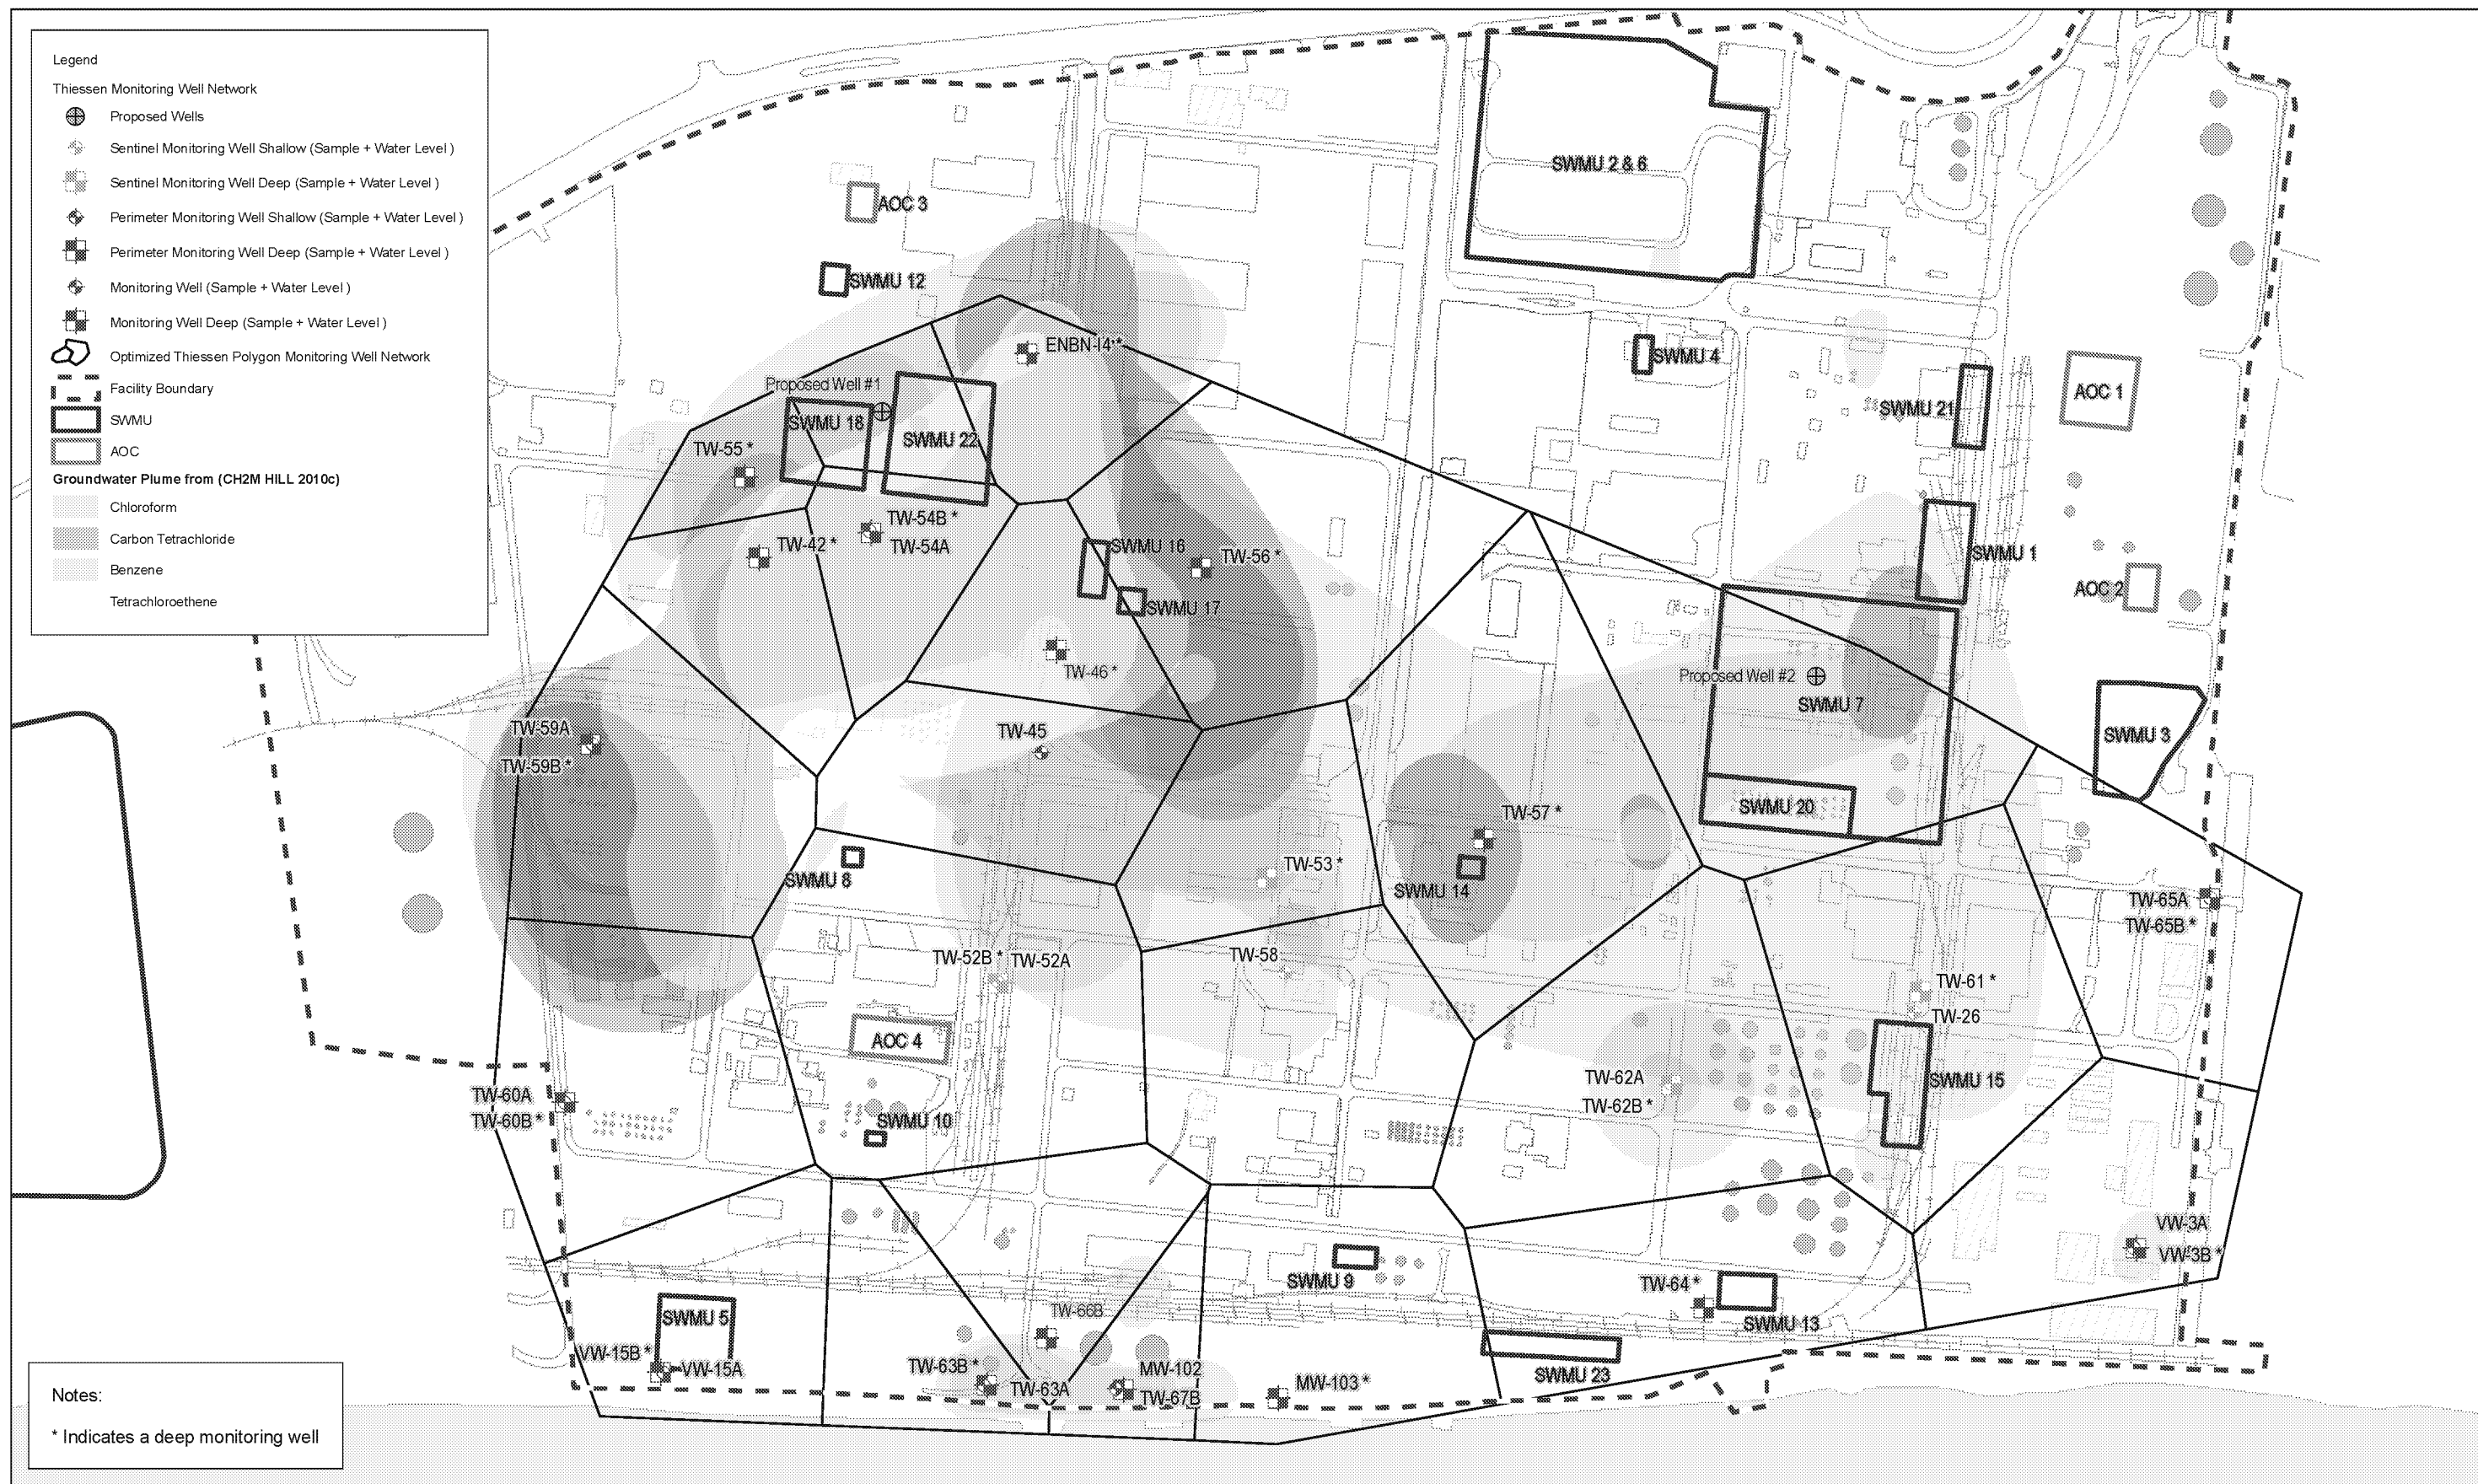 Legend
Thiessen Monitoring Well Network
Proposed Wells
Sentinel Monitoring Well Shallow (Sample + Water Level )
Sentinel Monitoring Well Deep (Sample + Water Level )
Perimeter Monitoring Well Shallow (Sample + Water Level )
Perimeter Monitoring Well Deep (Sample + Water Level )
Monitoring Well (Sample + Water Level )
Monitoring Well Deep (Sample + Water Level )
Optimized Thiessen Polygon Monitoring Well Network
Facility Boundary
SWMU
AOC
Groundwater Plume from (CH2M HILL 2010c)
Chloroform
Carbon Tetrachloride
Benzene
Tetrachloroethene
SWMU 2 & 6
AOC 3
SWMU 12
ENBN-I4 *
SWMU 4
Proposed Well #1
AOC 1
SWMU 21
SWMU 18
SWMU 22
TW-55 *
TW-54B *
TW-42 *
TW-54A
SWMU 16
TW-56 *
SWMU 1
AOC 2
SWMU 17
TW-46 *
Proposed Well #2
SWMU 7
TW-59A
TW-45
SWMU 3
TW-59B *
SWMU 20
TW-57 *
TW-53 *
SWMU 8
SWMU 14
TW-65A
TW-65B *
TW-52B *
TW-52A
TW-58
TW-61 *
TW-26
AOC 4
TW-62A
SWMU 15
TW-60A
TW-62B *
TW-60B *
SWMU 10
VW-3A
VW-3B *
SWMU 9
TW-64 *
TW-66B
SWMU 5
SWMU 13
VW-15B *
VW-15A
TW-63B *
MW-102
SWMU 23
TW-63A
MW-103 *
TW-67B
Notes:
* Indicates a deep monitoring well